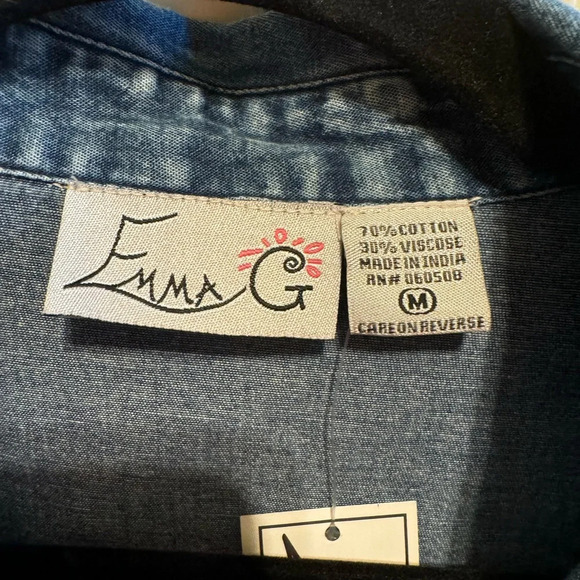 EMMA G
70% COTTON
30% VISCOSE
MADE IN INDIA
RN# 060508
M
CARE ON REVERSE